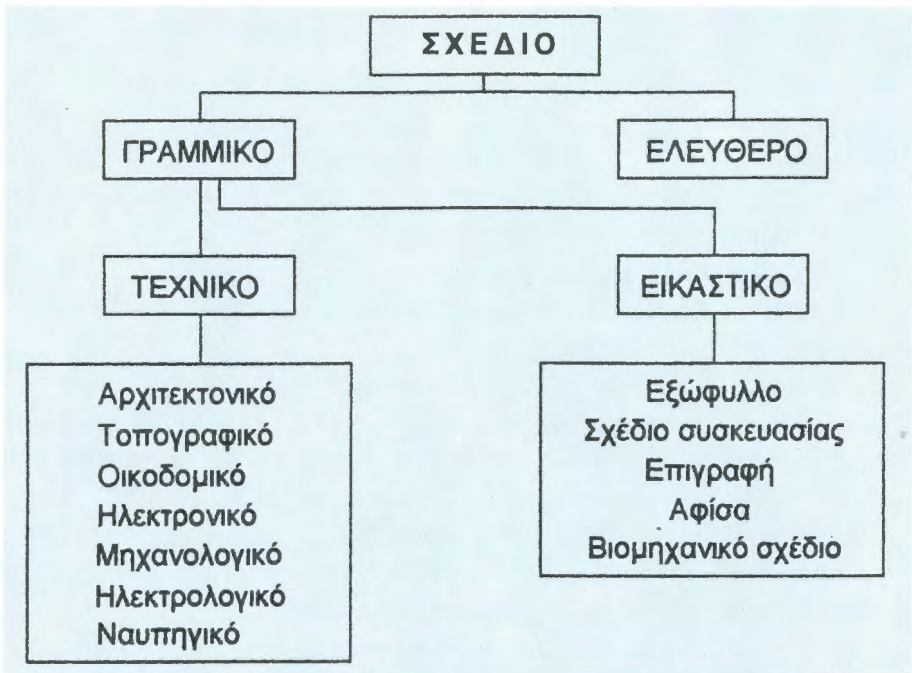 ΣΧΕΔΙΟ
ΓΡΑΜΜΙΚΟ
ΕΛΕΥΘΕΡΟ
ΤΕΧΝΙΚΟ
ΕΙΚΑΣΤΙΚΟ
Αρχιτεκτονικό
Τοπογραφικό
Οικοδομικό
Ηλεκτρονικό
Μηχανολογικό
Ηλεκτρολογικό
Ναυπηγικό
Εξώφυλλο
Σχέδιο συσκευασίας
Επιγραφή
Αφίσα
Βιομηχανικό σχέδιο